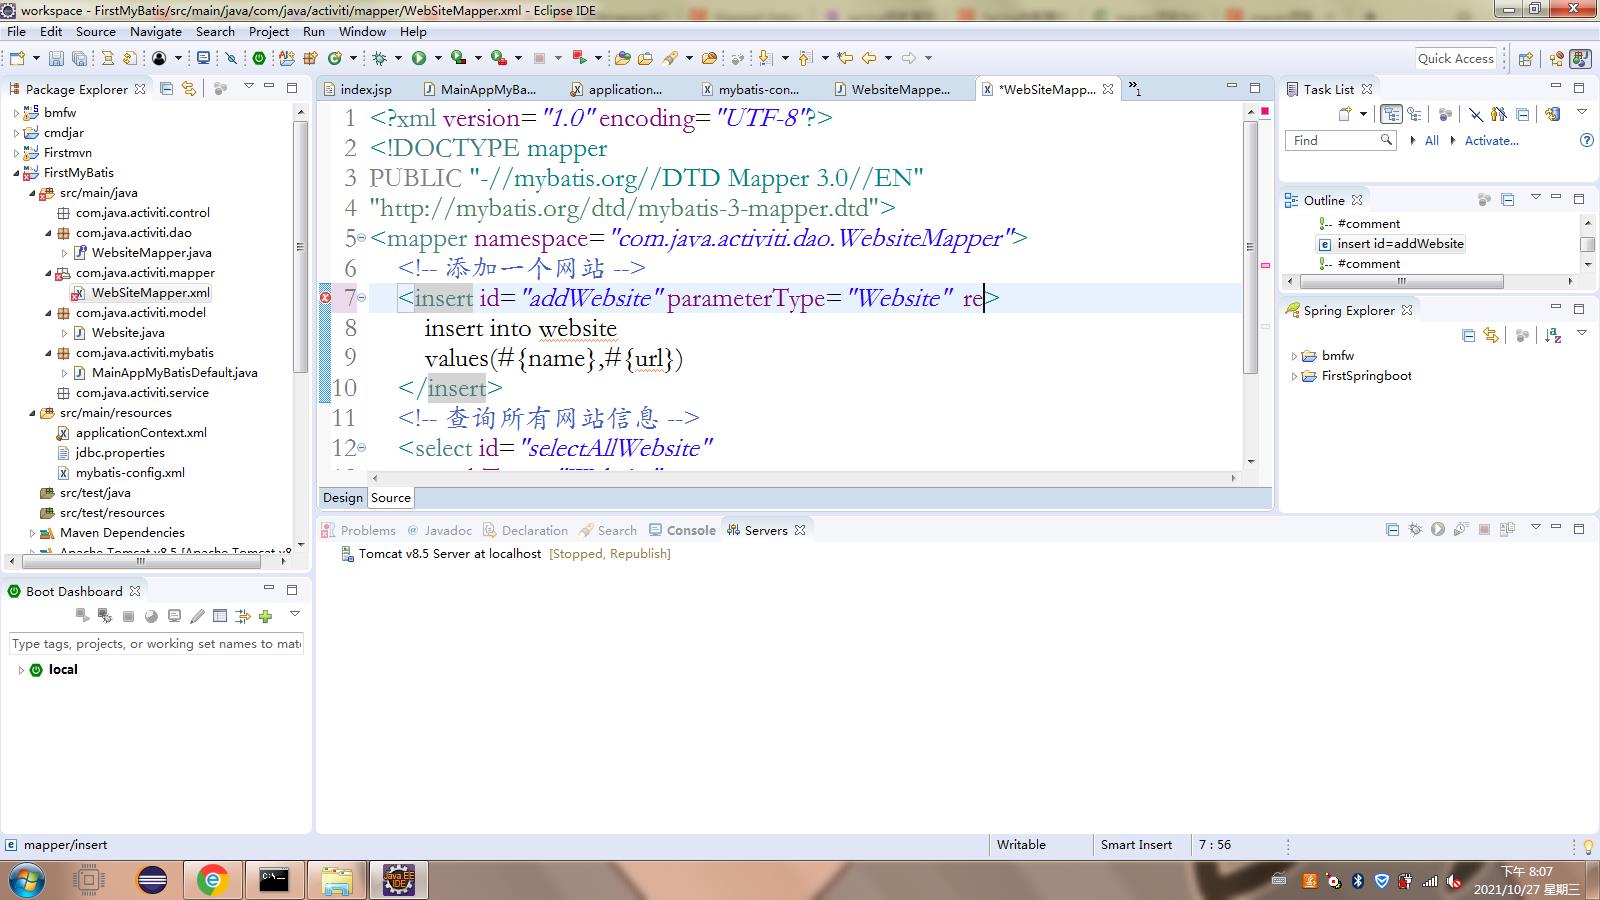 workspace - FirstMyBatis/src/main/java/com/java/activiti/mapper/WebSiteMapper.xml - Eclipse IDE
File Edit Source Navigate Search Project Run Window Help
Quick Access
Package Explorer
bmfw
cmdjar
Firstmvn
FirstMyBatis
src/main/java
com.java.activiti.control
com.java.activiti.dao
WebsiteMapper.java
com.java.activiti.mapper
WebSiteMapper.xml
com.java.activiti.model
Website.java
com.java.activiti.mybatis
MainAppMyBatisDefault.java
com.java.activiti.service
src/main/resources
applicationContext.xml
jdbc.properties
mybatis-config.xml
src/test/java
src/test/resources
Maven Dependencies
Apache Tomcat v8.5 [Apache Tomcat v8
index.jsp MainAppMyBa... application... mybatis-con... WebsiteMappe... *WebSiteMapp... »1
1 <?xml version="1.0" encoding="UTF-8"?>
2 <!DOCTYPE mapper
3 PUBLIC "-//mybatis.org//DTD Mapper 3.0//EN"
4 "http://mybatis.org/dtd/mybatis-3-mapper.dtd">
5 <mapper namespace="com.java.activiti.dao.WebsiteMapper">
6 <!-- 添加一个网站 -->
7 <insert id="addWebsite" parameterType="Website" re>
8 insert into website
9 values(#{name},#{url})
10 </insert>
11 <!-- 查询所有网站信息 -->
12 <select id="selectAllWebsite"
Design Source
Task List
Find All Activate...
Outline
#comment
insert id=addWebsite
#comment
Spring Explorer
bmfw
FirstSpringboot
Problems Javadoc Declaration Search Console Servers
Tomcat v8.5 Server at localhost [Stopped, Republish]
Boot Dashboard
Type tags, projects, or working set names to mat
local
mapper/insert Writable Smart Insert 7 : 56
下午 8:07
2021/10/27 星期三